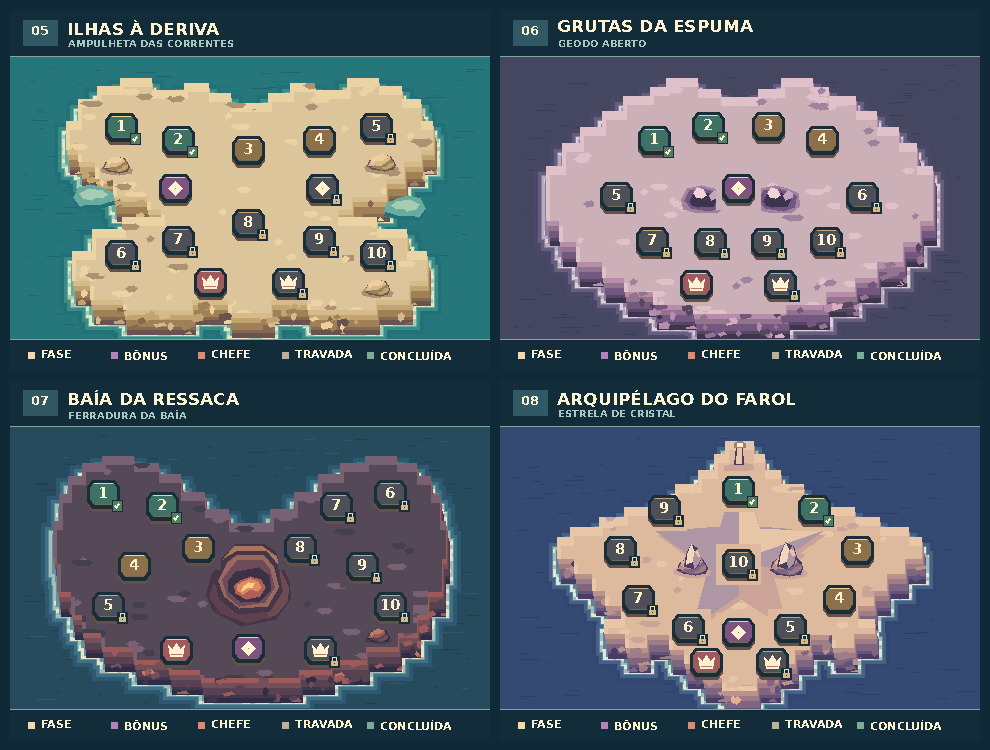 05 ILHAS À DERIVA
AMPULHETA DAS CORRENTES
1 2 3 4 5
8
6 7 9 10
FASE BÔNUS CHEFE TRAVADA CONCLUÍDA
06 GRUTAS DA ESPUMA
GEODO ABERTO
1 2 3 4
5 6
7 8 9 10
FASE BÔNUS CHEFE TRAVADA CONCLUÍDA
07 BAÍA DA RESSACA
FERRADURA DA BAÍA
1 2 7 6
3 8
4 9
5 10
FASE BÔNUS CHEFE TRAVADA CONCLUÍDA
08 ARQUIPÉLAGO DO FAROL
ESTRELA DE CRISTAL
1
9 2
8 10 3
7 4
6 5
FASE BÔNUS CHEFE TRAVADA CONCLUÍDA